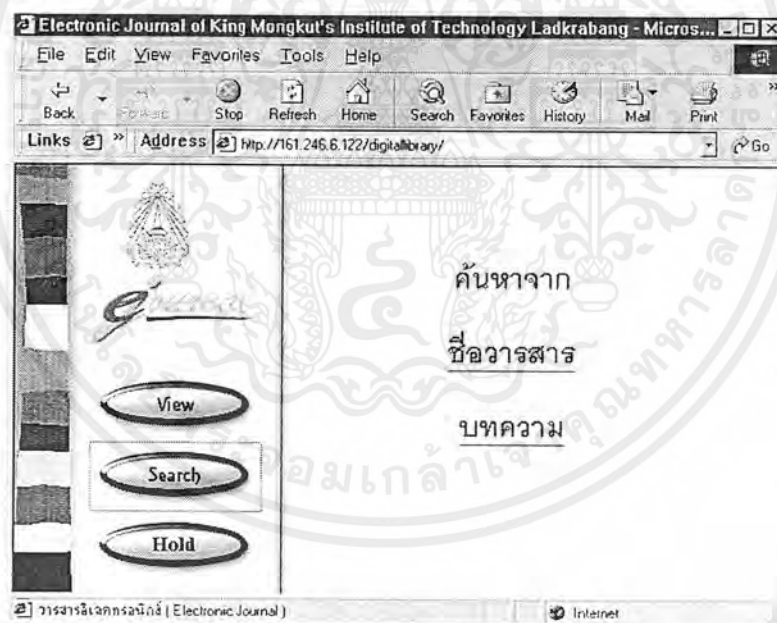 Electronic Journal of King Mongkut's Institute of Technology Ladkrabang - Micros...
File Edit View Favorites Tools Help
Back Forward Stop Refresh Home Search Favorites History Mail Print
Links » Address http://161.246.6.122/digitallibrary/ Go
ค้นหาจาก
ชื่อวารสาร
บทความ
e Journal
View
Search
Hold
วารสารอิเลคทรอนิกส์ ( Electronic Journal ) Internet